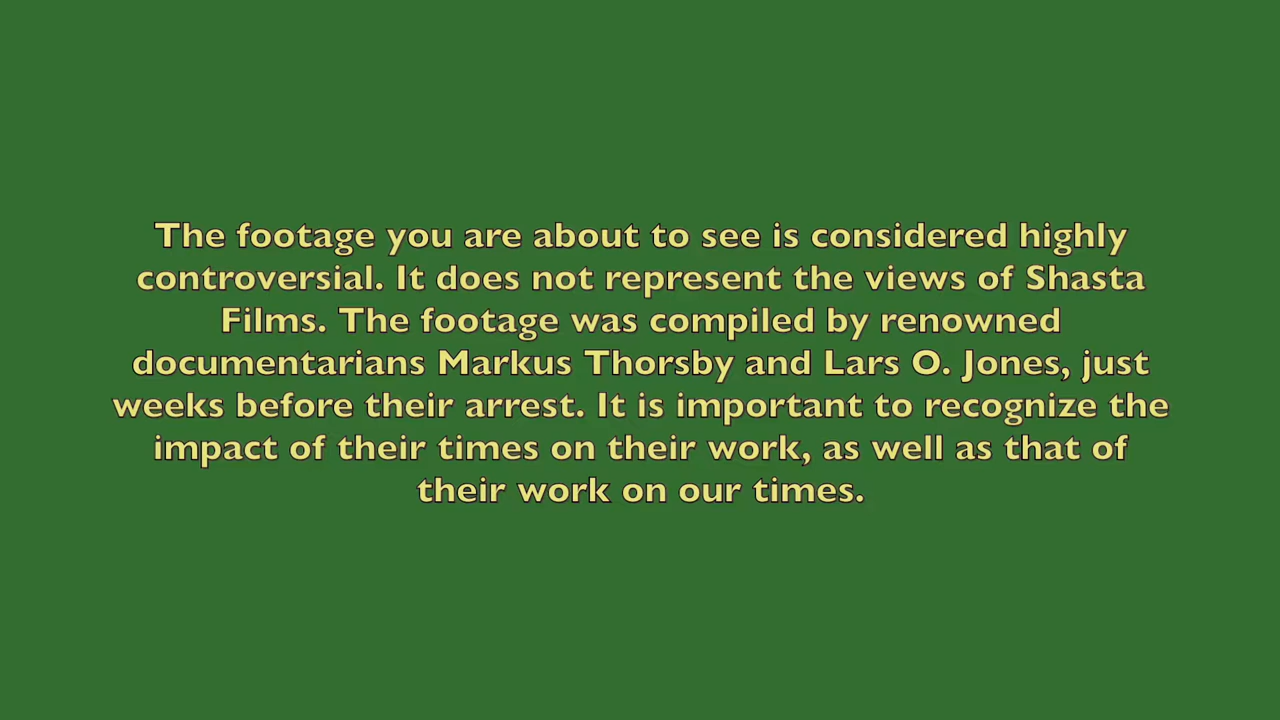 The footage you are about to see is considered highly
controversial. It does not represent the views of Shasta
Films. The footage was compiled by renowned
documentarians Markus Thorsby and Lars O. Jones, just
weeks before their arrest. It is important to recognize the
impact of their times on their work, as well as that of
their work on our times.